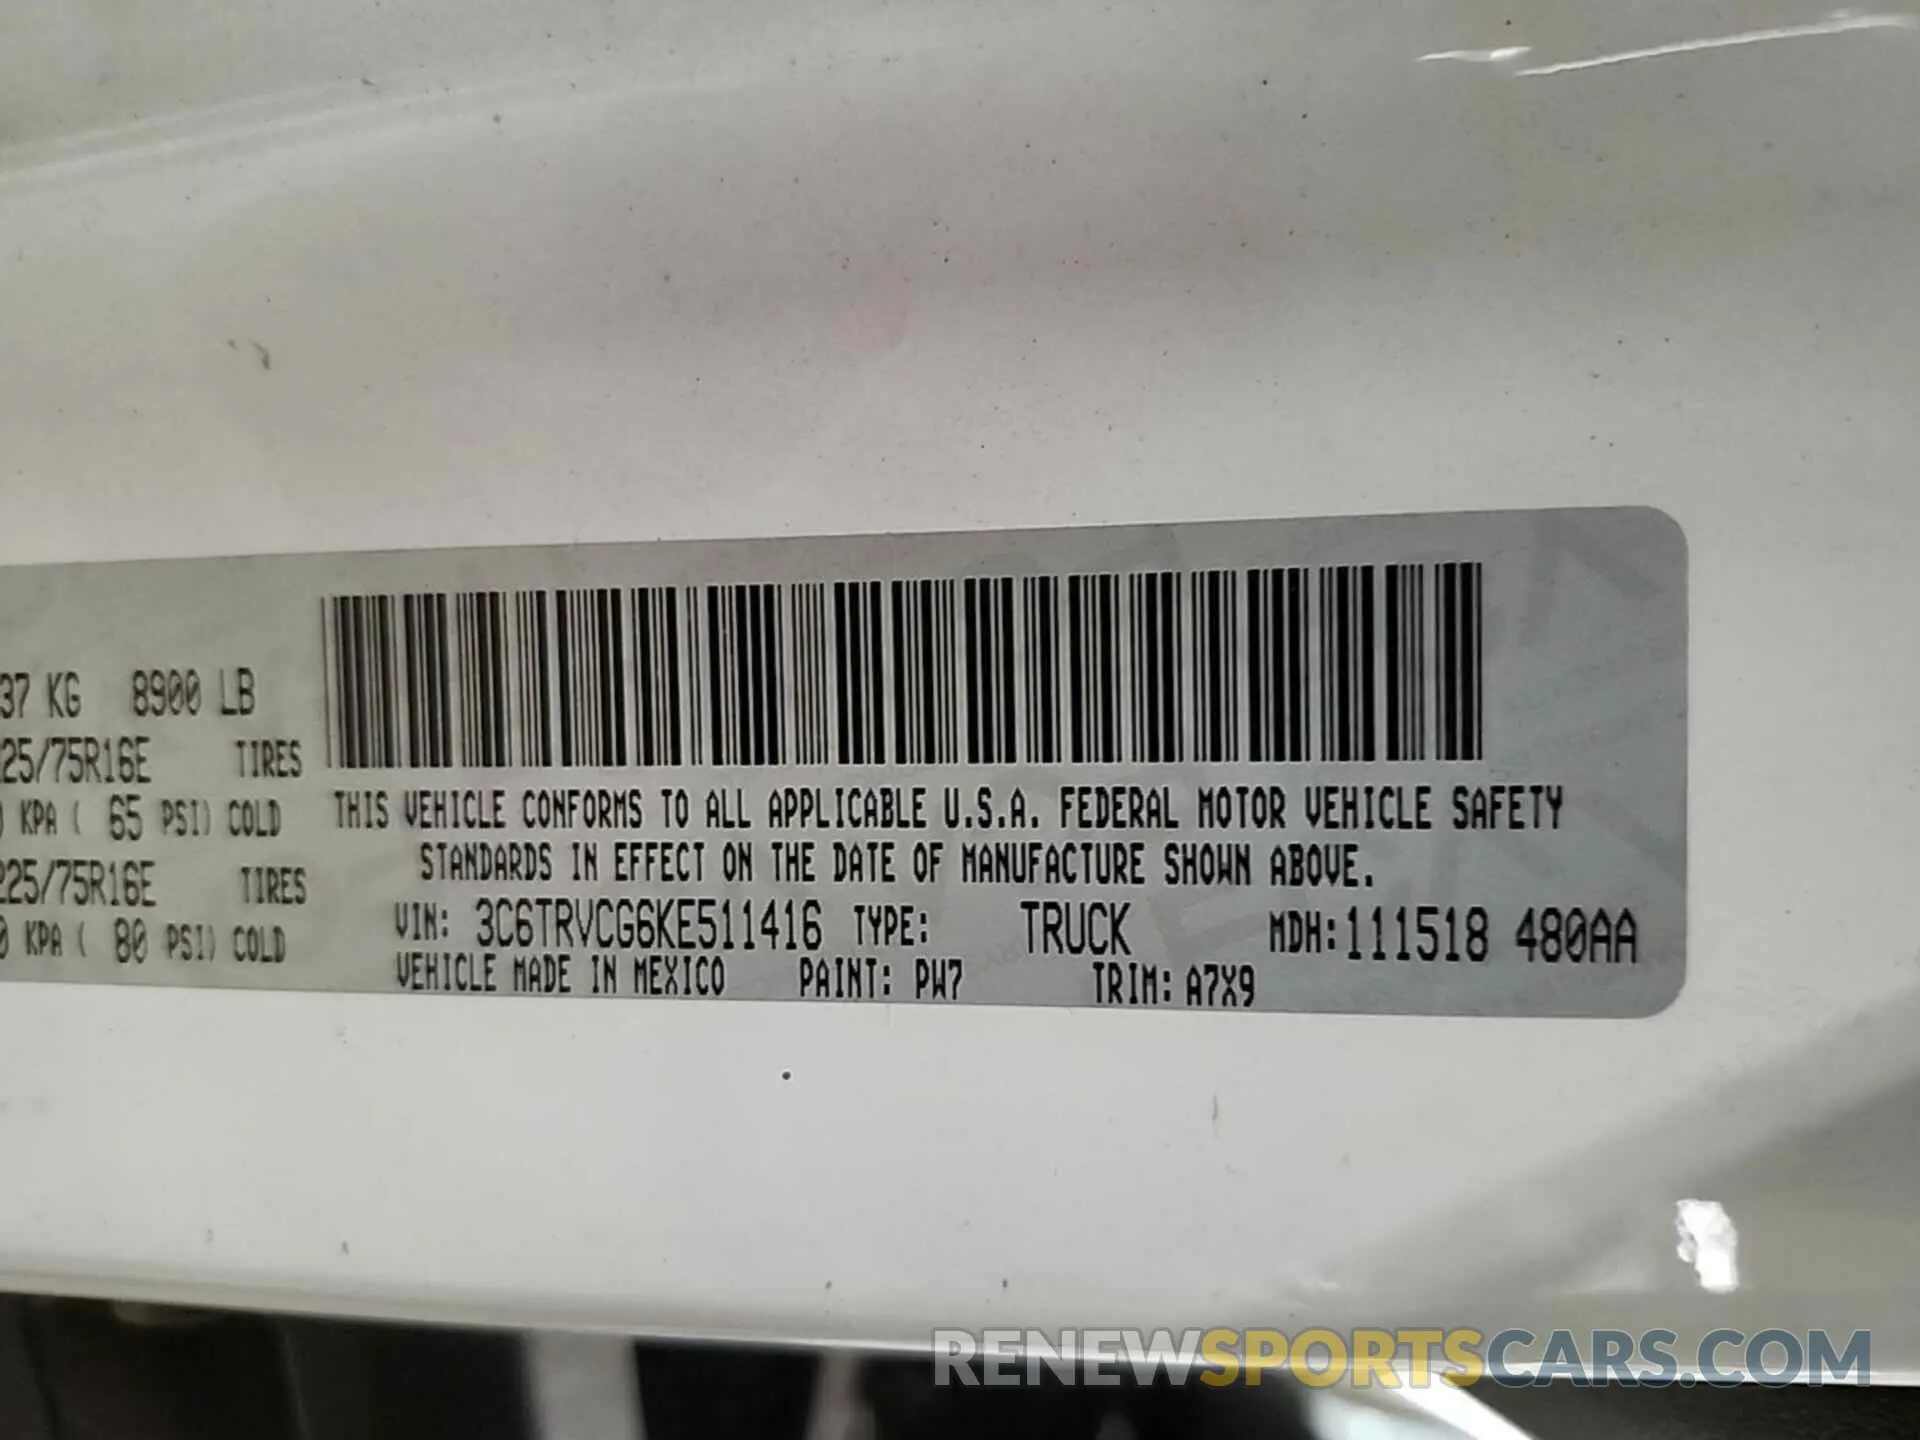 37 KG 8900 LB
25/75R16E TIRES
0 KPA ( 65 PSI) COLD
225/75R16E TIRES
0 KPA ( 80 PSI) COLD
THIS VEHICLE CONFORMS TO ALL APPLICABLE U.S.A. FEDERAL MOTOR VEHICLE SAFETY
STANDARDS IN EFFECT ON THE DATE OF MANUFACTURE SHOWN ABOVE.
VIN: 3C6TRVCG6KE511416 TYPE: TRUCK MDH:111518 480AA
VEHICLE MADE IN MEXICO PAINT: PW7 TRIM: A7X9
RENEWSPORTSCARS.COM